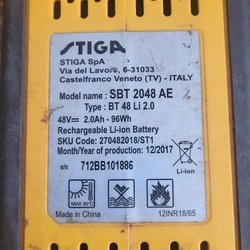 STIGA
STIGA SpA
Via del Lavoro, 6-31033
Castelfranco Veneto (TV) - ITALY
Model name : SBT 2048 AE
Type : BT 48 Li 2.0
48V⎓ 2.0Ah - 96Wh
Rechargeable Li-ion Battery
SKU Code: 270482018/ST1
Month/Year of production: 12/2017
s/n 712BB101886
MAX 45°C
Li-ion
Made in China
12INR18/65